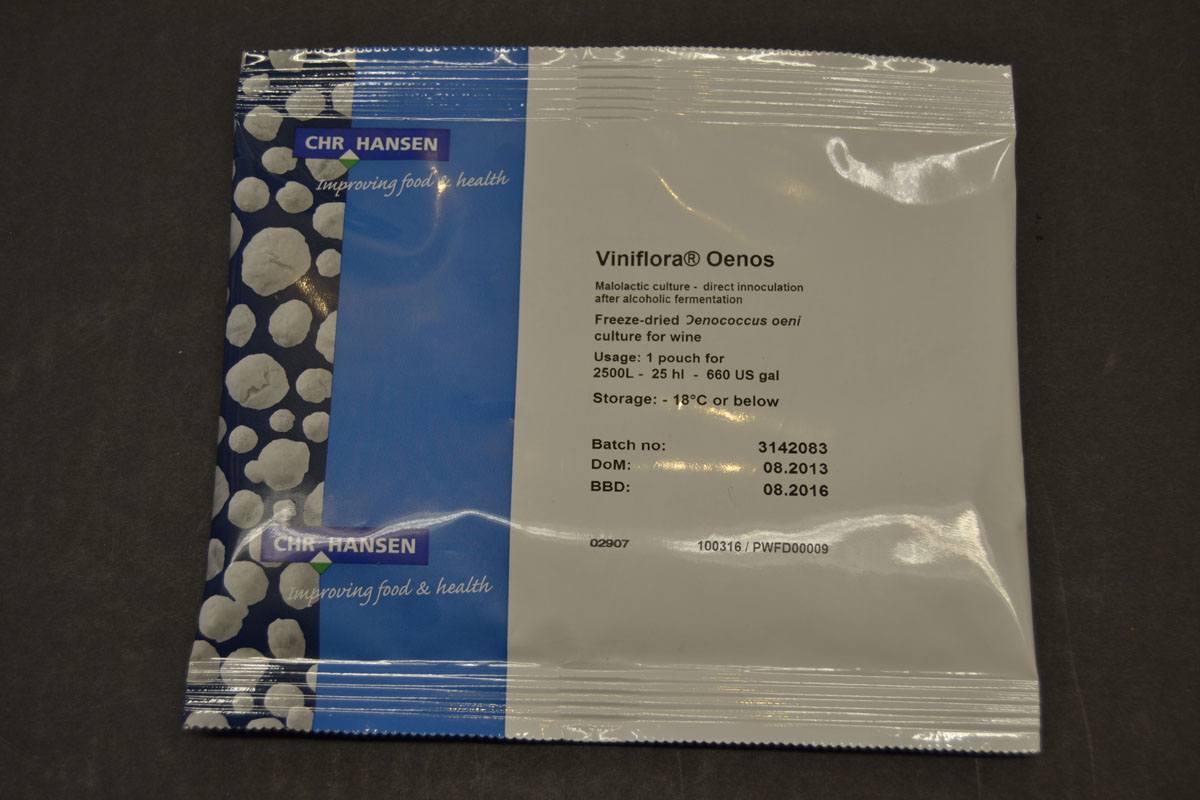 CHR HANSEN
Improving food & health
Viniflora® Oenos
Malolactic culture - direct innoculation
after alcoholic fermentation
Freeze-dried Oenococcus oeni
culture for wine
Usage: 1 pouch for
2500L - 25 hl - 660 US gal
Storage: - 18°C or below
Batch no: 3142083
DoM: 08.2013
BBD: 08.2016
02907 100316 / PWFD00009
CHR HANSEN
Improving food & health